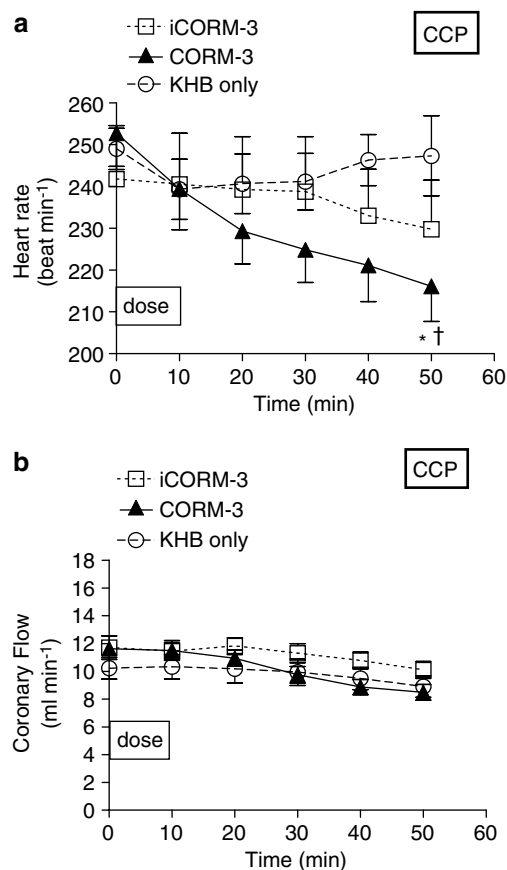 a
iCORM-3
CORM-3
KHB only
CCP
260
250
240
230
220
210
200
Heart rate
(beat min-1)
dose
* †
0 10 20 30 40 50 60
Time (min)
b
iCORM-3
CORM-3
KHB only
CCP
18
16
14
12
10
8
6
4
2
0
Coronary Flow
(ml min-1)
dose
0 10 20 30 40 50 60
Time (min)